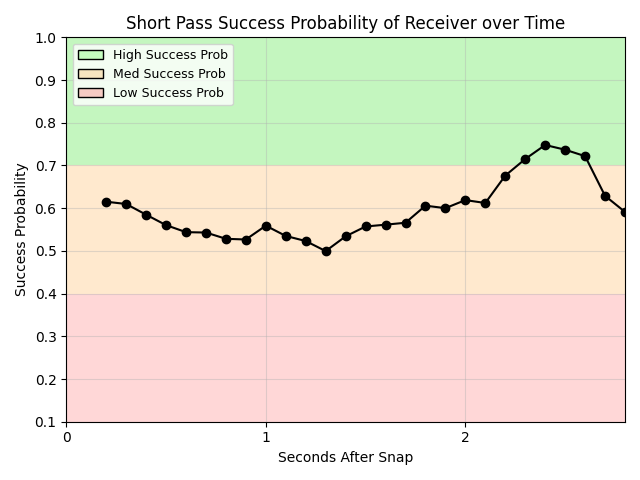 Short Pass Success Probability of Receiver over Time
High Success Prob
Med Success Prob
Low Success Prob
Success Probability
1.0
0.9
0.8
0.7
0.6
0.5
0.4
0.3
0.2
0.1
0 1 2
Seconds After Snap